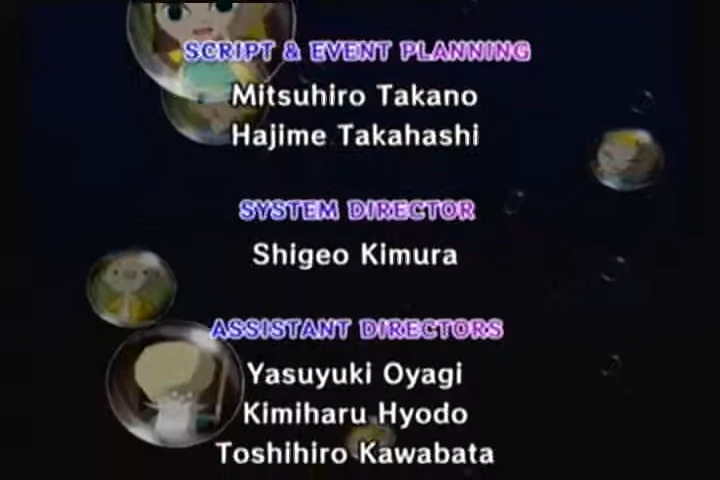 SCRIPT & EVENT PLANNING
Mitsuhiro Takano
Hajime Takahashi
SYSTEM DIRECTOR
Shigeo Kimura
ASSISTANT DIRECTORS
Yasuyuki Oyagi
Kimiharu Hyodo
Toshihiro Kawabata